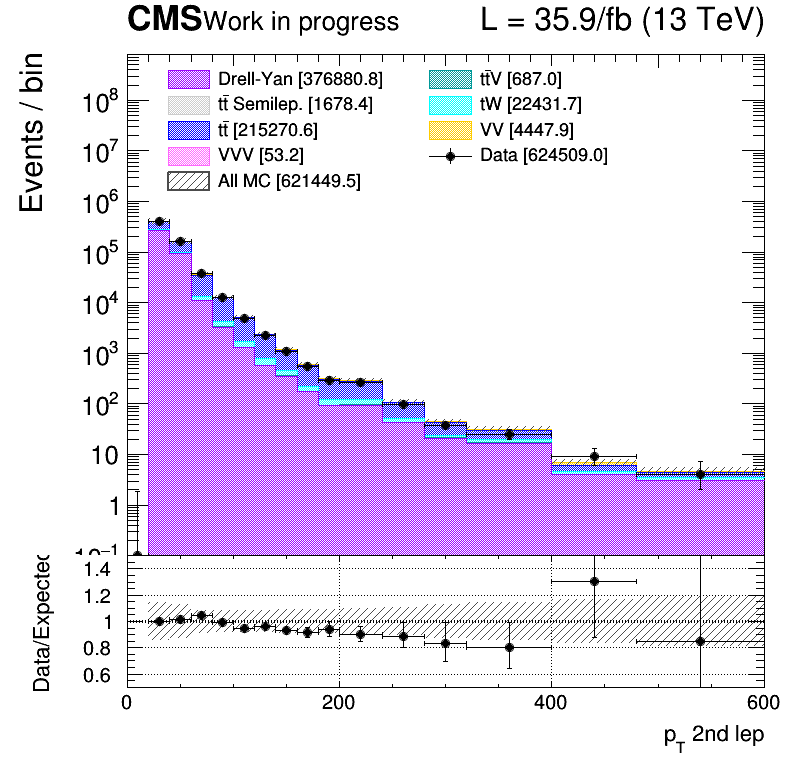 CMS Work in progress L = 35.9/fb (13 TeV)
Events / bin
Drell-Yan [376880.8] tt̄V [687.0]
tt̄ Semilep. [1678.4] tW [22431.7]
tt̄ [215270.6] VV [4447.9]
VVV [53.2] Data [624509.0]
All MC [621449.5]
10⁸
10⁷
10⁶
10⁵
10⁴
10³
10²
10
1
10⁻¹
Data/Expected
1.4
1.2
1
0.8
0.6
0 200 400 600
p_T 2nd lep